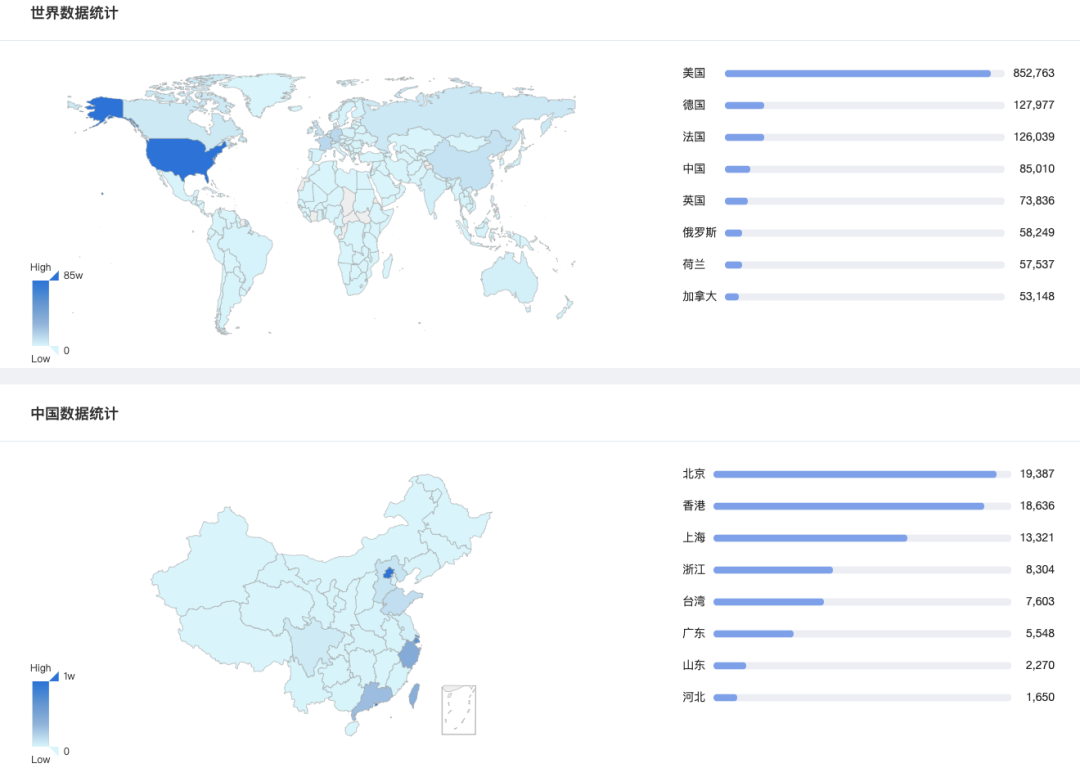 世界数据统计
美国 852,763
德国 127,977
法国 126,039
中国 85,010
英国 73,836
俄罗斯 58,249
荷兰 57,537
加拿大 53,148
High
85w
0
Low
中国数据统计
北京 19,387
香港 18,636
上海 13,321
浙江 8,304
台湾 7,603
广东 5,548
山东 2,270
河北 1,650
High
1w
0
Low